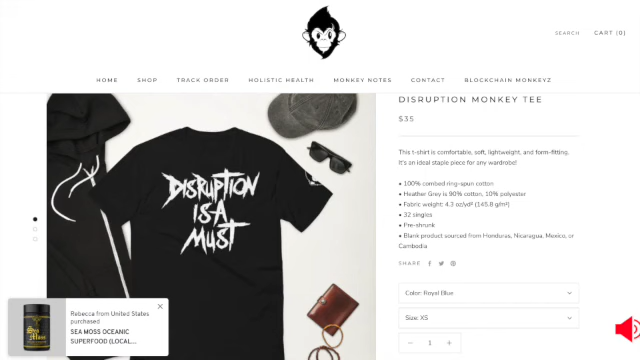 SEARCH
CART (0)
HOME
SHOP
TRACK ORDER
HOLISTIC HEALTH
MONKEY NOTES
CONTACT
BLOCKCHAIN MONKEYZ
DISRUPTION MONKEY TEE
$35
DISRUPTION
IS A
MUST
This t-shirt is comfortable, soft, lightweight, and form-fitting.
It's an ideal staple piece for any wardrobe!
• 100% combed ring-spun cotton
• Heather Grey is 90% cotton, 10% polyester
• Fabric weight: 4.3 oz/yd² (145.8 g/m²)
• 32 singles
• Pre-shrunk
• Blank product sourced from Honduras, Nicaragua, Mexico, or
Cambodia
SHARE
Color: Royal Blue
Size: XS
1
Sea
Moss
Rebecca from United States
purchased
SEA MOSS OCEANIC
SUPERFOOD (LOCAL...